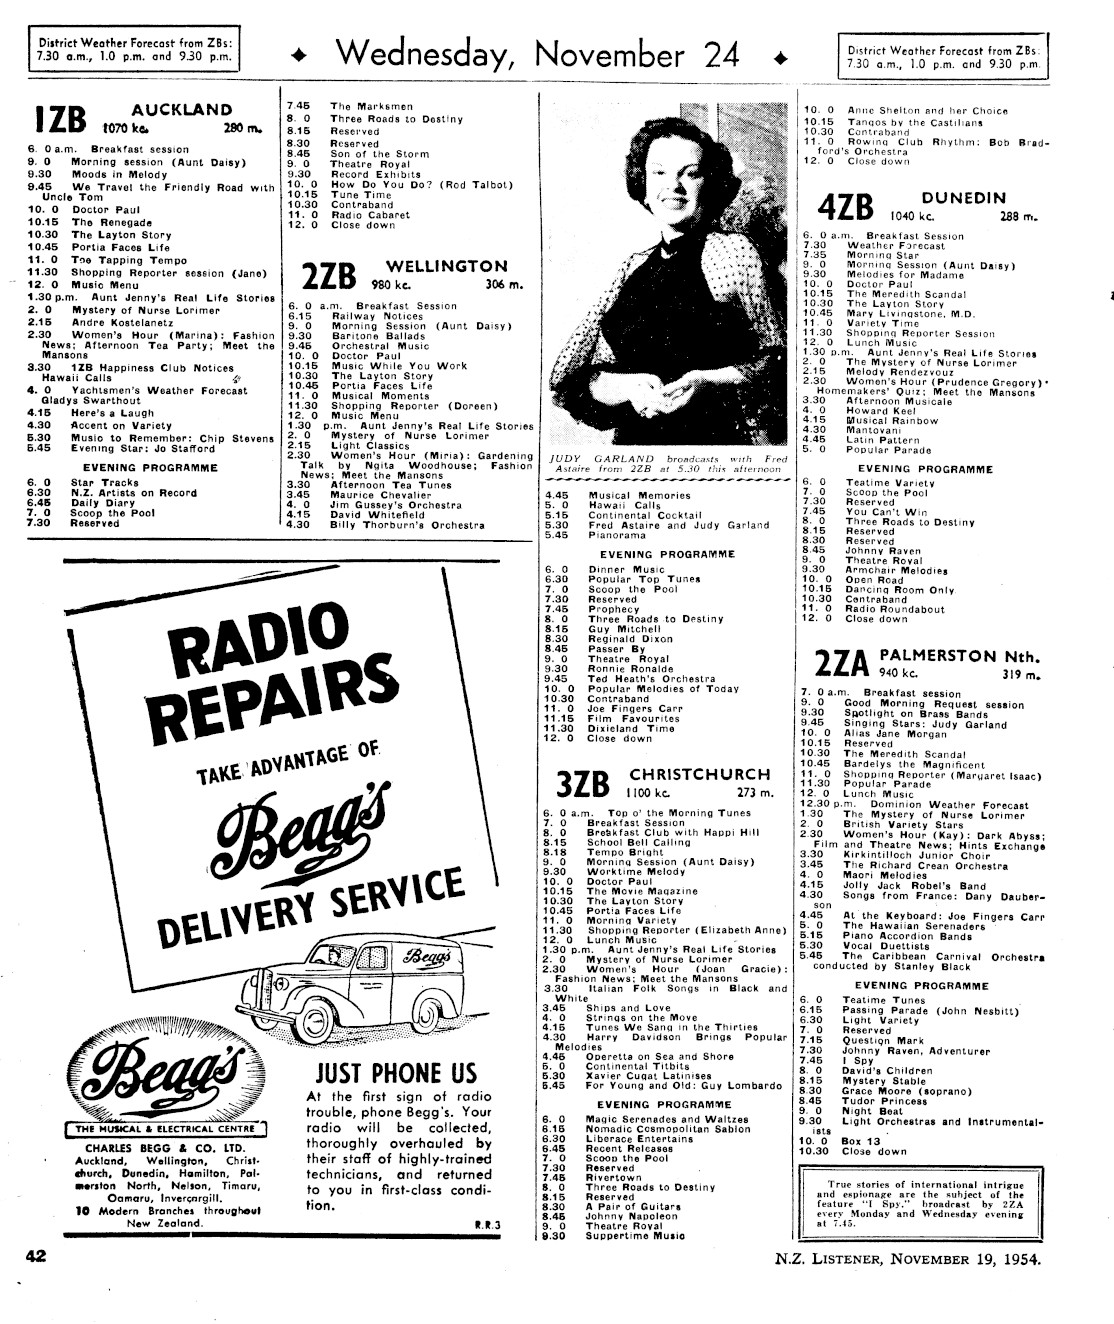 District Weather Forecast from ZBs:
7.30 a.m., 1.0 p.m. and 9.30 p.m.
Wednesday, November 24
District Weather Forecast from ZBs:
7.30 a.m., 1.0 p.m. and 9.30 p.m.
1ZB AUCKLAND
1070 kc. 280 m.
6. 0 a.m. Breakfast session
9. 0 Morning session (Aunt Daisy)
9.30 Moods in Melody
9.45 We Travel the Friendly Road with
Uncle Tom
10. 0 Doctor Paul
10.15 The Renegade
10.30 The Layton Story
10.45 Portia Faces Life
11. 0 The Tapping Tempo
11.30 Shopping Reporter session (Jane)
12. 0 Music Menu
1.30 p.m. Aunt Jenny's Real Life Stories
2. 0 Mystery of Nurse Lorimer
2.15 Andre Kostelanetz
2.30 Women's Hour (Marina): Fashion
News; Afternoon Tea Party; Meet the
Mansons
3.30 1ZB Happiness Club Notices
Hawaii Calls
4. 0 Yachtsmen's Weather Forecast
Gladys Swarthout
4.15 Here's a Laugh
4.30 Accent on Variety
5.30 Music to Remember: Chip Stevens
5.45 Evening Star: Jo Stafford
EVENING PROGRAMME
6. 0 Star Tracks
6.30 N.Z. Artists on Record
6.45 Daily Diary
7. 0 Scoop the Pool
7.30 Reserved
7.45 The Marksmen
8. 0 Three Roads to Destiny
8.15 Reserved
8.30 Reserved
8.45 Son of the Storm
9. 0 Theatre Royal
9.30 Record Exhibits
10. 0 How Do You Do? (Rod Talbot)
10.15 Tune Time
10.30 Contraband
11. 0 Radio Cabaret
12. 0 Close down
2ZB WELLINGTON
980 kc. 306 m.
6. 0 a.m. Breakfast Session
6.15 Railway Notices
9. 0 Morning Session (Aunt Daisy)
9.30 Baritone Ballads
9.45 Orchestral Music
10. 0 Doctor Paul
10.15 Music While You Work
10.30 The Layton Story
10.45 Portia Faces Life
11. 0 Musical Moments
11.30 Shopping Reporter (Doreen)
12. 0 Music Menu
1.30 p.m. Aunt Jenny's Real Life Stories
2. 0 Mystery of Nurse Lorimer
2.15 Light Classics
2.30 Women's Hour (Miria): Gardening
Talk by Ngita Woodhouse; Fashion
News; Meet the Mansons
3.30 Afternoon Tea Tunes
3.45 Maurice Chevalier
4. 0 Jim Gussey's Orchestra
4.15 David Whitefield
4.30 Billy Thorburn's Orchestra
JUDY GARLAND broadcasts with Fred
Astaire from 2ZB at 5.30 this afternoon
4.45 Musical Memories
5. 0 Hawaii Calls
5.15 Continental Cocktail
5.30 Fred Astaire and Judy Garland
5.45 Pianorama
EVENING PROGRAMME
6. 0 Dinner Music
6.30 Popular Top Tunes
7. 0 Scoop the Pool
7.30 Reserved
7.45 Prophecy
8. 0 Three Roads to Destiny
8.15 Guy Mitchell
8.30 Reginald Dixon
8.45 Passer By
9. 0 Theatre Royal
9.30 Ronnie Ronalde
9.45 Ted Heath's Orchestra
10. 0 Popular Melodies of Today
10.30 Contraband
11. 0 Joe Fingers Carr
11.15 Film Favourites
11.30 Dixieland Time
12. 0 Close down
3ZB CHRISTCHURCH
1100 kc. 273 m.
6. 0 a.m. Top o' the Morning Tunes
7. 0 Breakfast Session
8. 0 Breakfast Club with Happi Hill
8.15 School Bell Calling
8.18 Tempo Bright
9. 0 Morning Session (Aunt Daisy)
9.30 Worktime Melody
10. 0 Doctor Paul
10.15 The Movie Magazine
10.30 The Layton Story
10.45 Portia Faces Life
11. 0 Morning Variety
11.30 Shopping Reporter (Elizabeth Anne)
12. 0 Lunch Music
1.30 p.m. Aunt Jenny's Real Life Stories
2. 0 Mystery of Nurse Lorimer
2.30 Women's Hour (Joan Gracie):
Fashion News; Meet the Mansons
3.30 Italian Folk Songs in Black and
White
3.45 Ships and Love
4. 0 Strings on the Move
4.15 Tunes We Sang in the Thirties
4.30 Harry Davidson Brings Popular
Melodies
4.45 Operetta on Sea and Shore
5. 0 Continental Titbits
5.30 Xavier Cugat Latinises
5.45 For Young and Old: Guy Lombardo
EVENING PROGRAMME
6. 0 Magic Serenades and Waltzes
6.15 Nomadic Cosmopolitan Sablon
6.30 Liberace Entertains
6.45 Recent Releases
7. 0 Scoop the Pool
7.30 Reserved
7.45 Rivertown
8. 0 Three Roads to Destiny
8.15 Reserved
8.30 A Pair of Guitars
8.45 Johnny Napoleon
9. 0 Theatre Royal
9.30 Suppertime Music
10. 0 Anne Shelton and her Choice
10.15 Tangos by the Castilians
10.30 Contraband
11. 0 Rowing Club Rhythm: Bob Brad-
ford's Orchestra
12. 0 Close down
4ZB DUNEDIN
1040 kc. 288 m.
6. 0 a.m. Breakfast Session
7.30 Weather Forecast
7.35 Morning Star
9. 0 Morning Session (Aunt Daisy)
9.30 Melodies for Madame
10. 0 Doctor Paul
10.15 The Meredith Scandal
10.30 The Layton Story
10.45 Mary Livingstone, M.D.
11. 0 Variety Time
11.30 Shopping Reporter Session
12. 0 Lunch Music
1.30 p.m. Aunt Jenny's Real Life Stories
2. 0 The Mystery of Nurse Lorimer
2.15 Melody Rendezvouz
2.30 Women's Hour (Prudence Gregory):
Homemakers' Quiz; Meet the Mansons
3.30 Afternoon Musicale
4. 0 Howard Keel
4.15 Musical Rainbow
4.30 Mantovani
4.45 Latin Pattern
5. 0 Popular Parade
EVENING PROGRAMME
6. 0 Teatime Variety
7. 0 Scoop the Pool
7.30 Reserved
7.45 You Can't Win
8. 0 Three Roads to Destiny
8.15 Reserved
8.30 Reserved
8.45 Johnny Raven
9. 0 Theatre Royal
9.30 Armchair Melodies
10. 0 Open Road
10.15 Dancing Room Only
10.30 Contraband
11. 0 Radio Roundabout
12. 0 Close down
2ZA PALMERSTON Nth.
940 kc. 319 m.
7. 0 a.m. Breakfast session
9. 0 Good Morning Request session
9.30 Spotlight on Brass Bands
9.45 Singing Stars: Judy Garland
10. 0 Alias Jane Morgan
10.15 Reserved
10.30 The Meredith Scandal
10.45 Bardelys the Magnificent
11. 0 Shopping Reporter (Margaret Isaac)
11.30 Popular Parade
12. 0 Lunch Music
12.30 p.m. Dominion Weather Forecast
1.30 The Mystery of Nurse Lorimer
2. 0 British Variety Stars
2.30 Women's Hour (Kay): Dark Abyss;
Film and Theatre News; Hints Exchange
3.30 Kirkintilloch Junior Choir
3.45 The Richard Crean Orchestra
4. 0 Maori Melodies
4.15 Jolly Jack Robel's Band
4.30 Songs from France: Dany Dauber-
son
4.45 At the Keyboard: Joe Fingers Carr
5. 0 The Hawaiian Serenaders
5.15 Piano Accordion Bands
5.30 Vocal Duettists
5.45 The Caribbean Carnival Orchestra
conducted by Stanley Black
EVENING PROGRAMME
6. 0 Teatime Tunes
6.15 Passing Parade (John Nesbitt)
6.30 Light Variety
7. 0 Reserved
7.15 Question Mark
7.30 Johnny Raven, Adventurer
7.45 I Spy
8. 0 David's Children
8.15 Mystery Stable
8.30 Grace Moore (soprano)
8.45 Tudor Princess
9. 0 Night Beat
9.30 Light Orchestras and Instrumental-
ists
10. 0 Box 13
10.30 Close down
True stories of international intrigue
and espionage are the subject of the
feature "I Spy," broadcast by 2ZA
every Monday and Wednesday evening
at 7.45.
RADIO
REPAIRS
TAKE ADVANTAGE OF
Begg's
DELIVERY SERVICE
Beggs
Begg's
THE MUSICAL & ELECTRICAL CENTRE
CHARLES BEGG & CO. LTD.
Auckland, Wellington, Christ-
church, Dunedin, Hamilton, Pal-
merston North, Nelson, Timaru,
Oamaru, Invercargill.
10 Modern Branches throughout
New Zealand.
JUST PHONE US
At the first sign of radio
trouble, phone Begg's. Your
radio will be collected,
thoroughly overhauled by
their staff of highly-trained
technicians, and returned
to you in first-class condi-
tion.
R.R.3
42
N.Z. LISTENER, NOVEMBER 19, 1954.